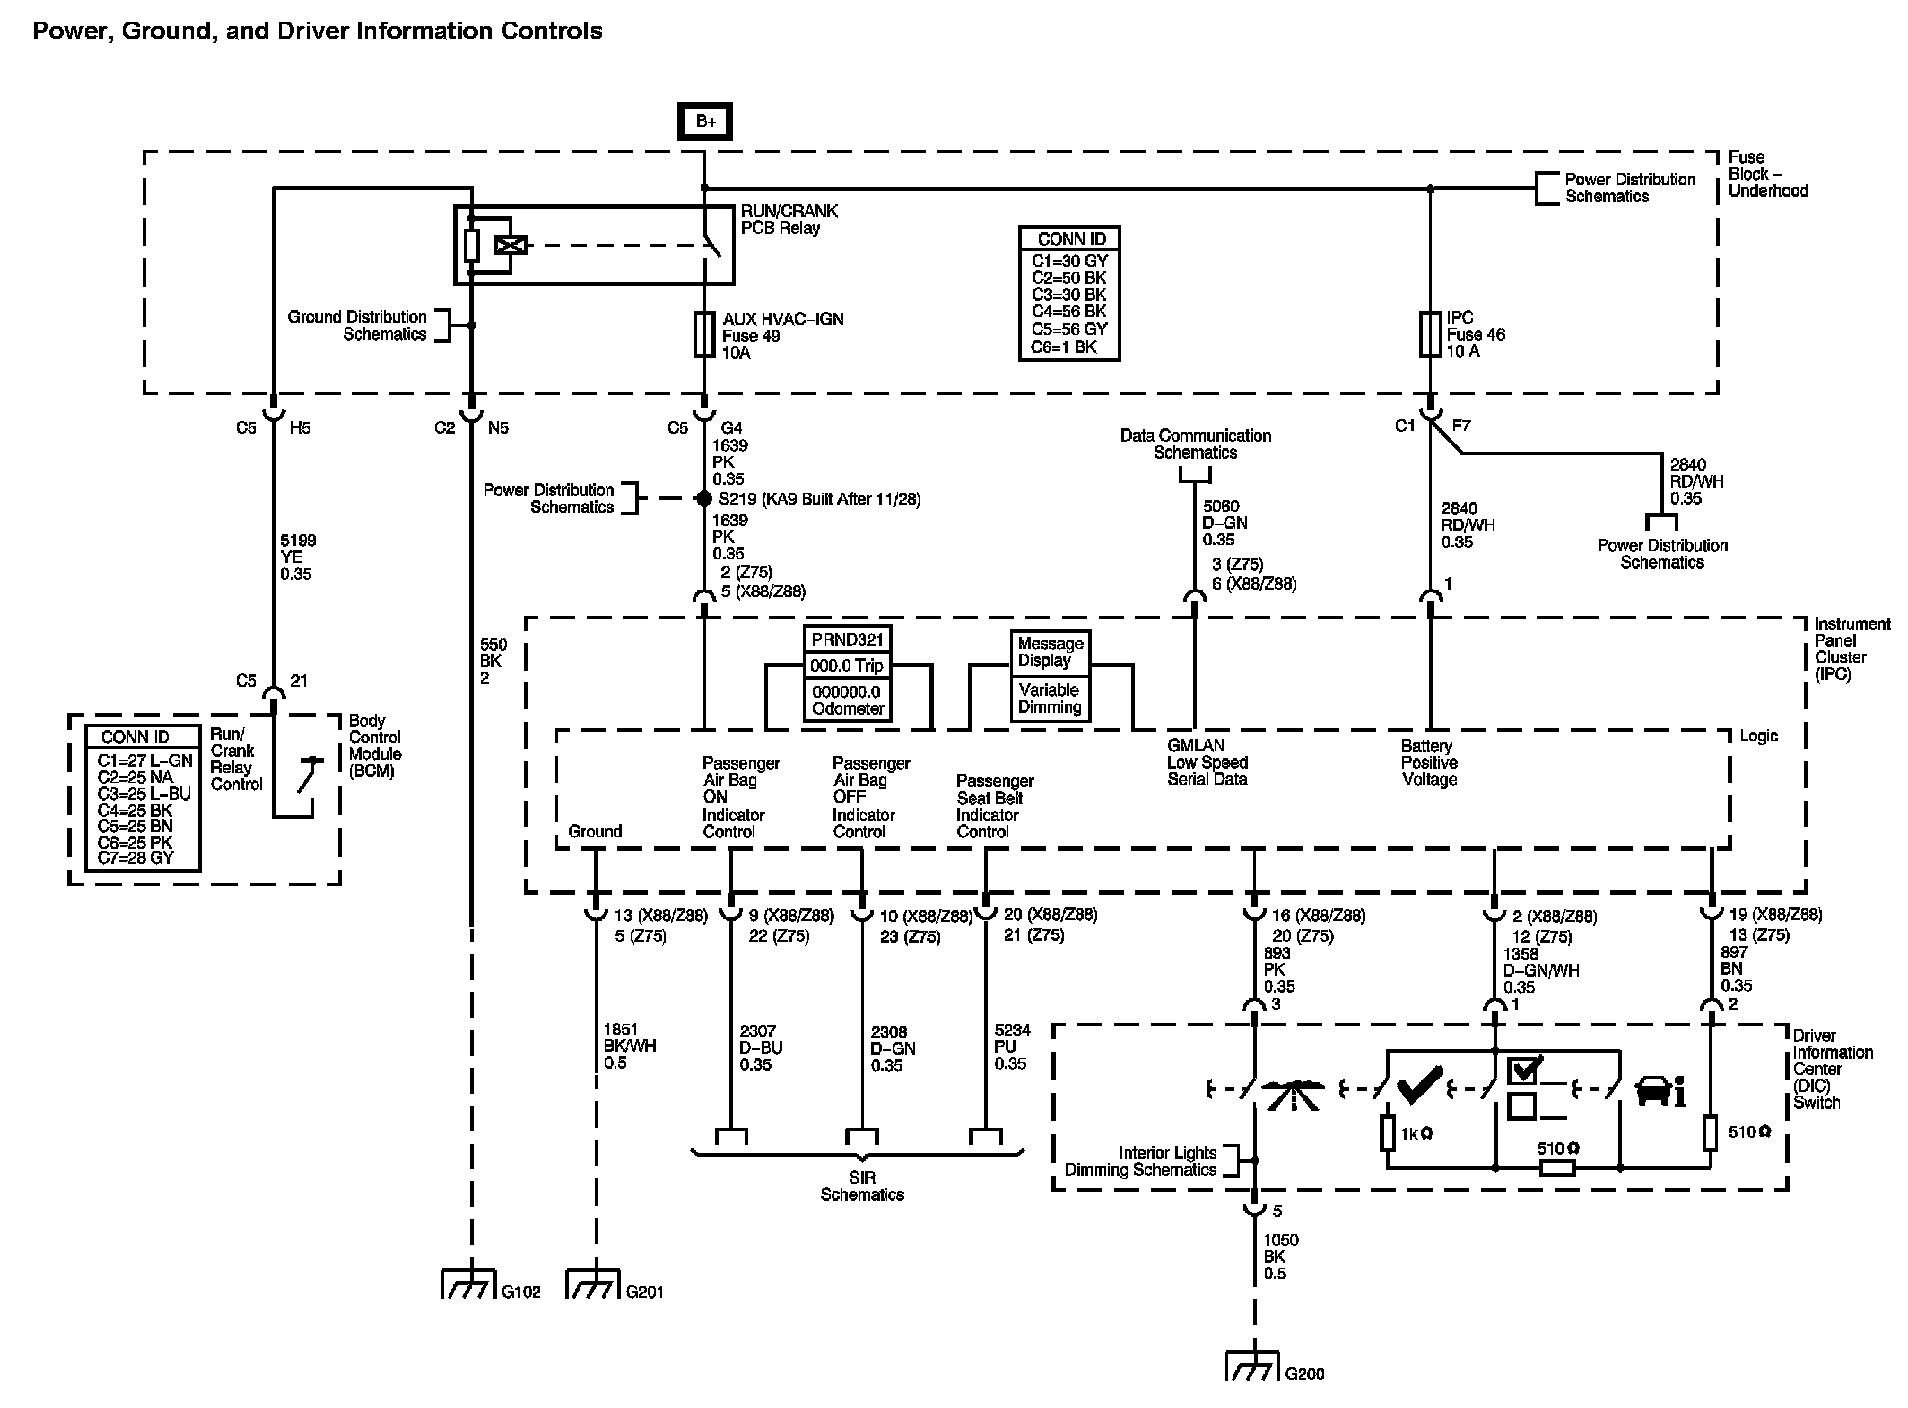 Power, Ground, and Driver Information Controls
B+
Fuse
Block –
Underhood
Power Distribution
Schematics
RUN/CRANK
PCB Relay
CONN ID
C1=30 GY
C2=50 BK
C3=30 BK
C4=56 BK
C5=56 GY
C6=1 BK
Ground Distribution
Schematics
AUX HVAC–IGN
Fuse 49
10A
IPC
Fuse 46
10 A
C5 H5
C2 N5
C5 G4
C1 F7
1639
PK
0.35
Data Communication
Schematics
2840
RD/WH
0.35
Power Distribution
Schematics
S219 (KA9 Built After 11/28)
1639
PK
0.35
2 (Z75)
5 (X88/Z88)
5060
D–GN
0.35
3 (Z75)
6 (X88/Z88)
2840
RD/WH
0.35
1
Power Distribution
Schematics
5199
YE
0.35
550
BK
2
C5 21
Instrument
Panel
Cluster
(IPC)
PRND321
000.0 Trip
000000.0
Odometer
Message
Display
Variable
Dimming
Body
Control
Module
(BCM)
CONN ID
C1=27 L–GN
C2=25 NA
C3=25 L–BU
C4=25 BK
C5=25 BN
C6=25 PK
C7=28 GY
Run/
Crank
Relay
Control
Logic
Ground
Passenger
Air Bag
ON
Indicator
Control
Passenger
Air Bag
OFF
Indicator
Control
Passenger
Seat Belt
Indicator
Control
GMLAN
Low Speed
Serial Data
Battery
Positive
Voltage
13 (X88/Z88)
5 (Z75)
9 (X88/Z88)
22 (Z75)
10 (X88/Z88)
23 (Z75)
20 (X88/Z88)
21 (Z75)
16 (X88/Z88)
20 (Z75)
893
PK
0.35
3
2 (X88/Z88)
12 (Z75)
1358
D–GN/WH
0.35
1
19 (X88/Z88)
13 (Z75)
897
BN
0.35
2
1851
BK/WH
0.5
2307
D–BU
0.35
2308
D–GN
0.35
5234
PU
0.35
SIR
Schematics
Driver
Information
Center
(DIC)
Switch
i
1K Ω
510 Ω
510 Ω
Interior Lights
Dimming Schematics
5
1050
BK
0.5
G102
G201
G200